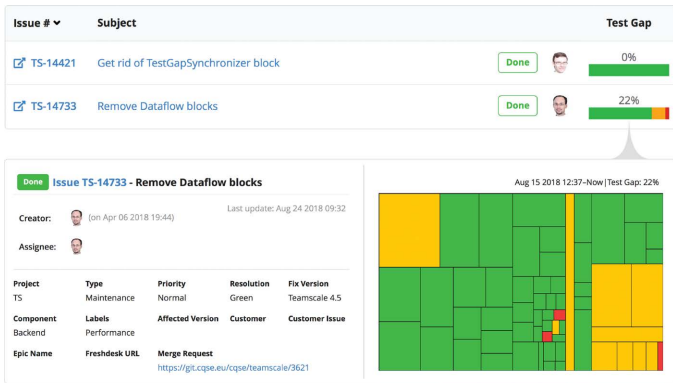 Issue # Subject Test Gap
TS-14421 Get rid of TestGapSynchronizer block Done 0%
TS-14733 Remove Dataflow blocks Done 22%
Done Issue TS-14733 - Remove Dataflow blocks
Aug 15 2018 12:37–Now|Test Gap: 22%
Creator: (on Apr 06 2018 19:44) Last update: Aug 24 2018 09:32
Assignee:
Project Type Priority Resolution Fix Version
TS Maintenance Normal Green Teamscale 4.5
Component Labels Affected Version Customer Customer Issue
Backend Performance
Epic Name Freshdesk URL Merge Request
https://git.cqse.eu/cqse/teamscale/3621